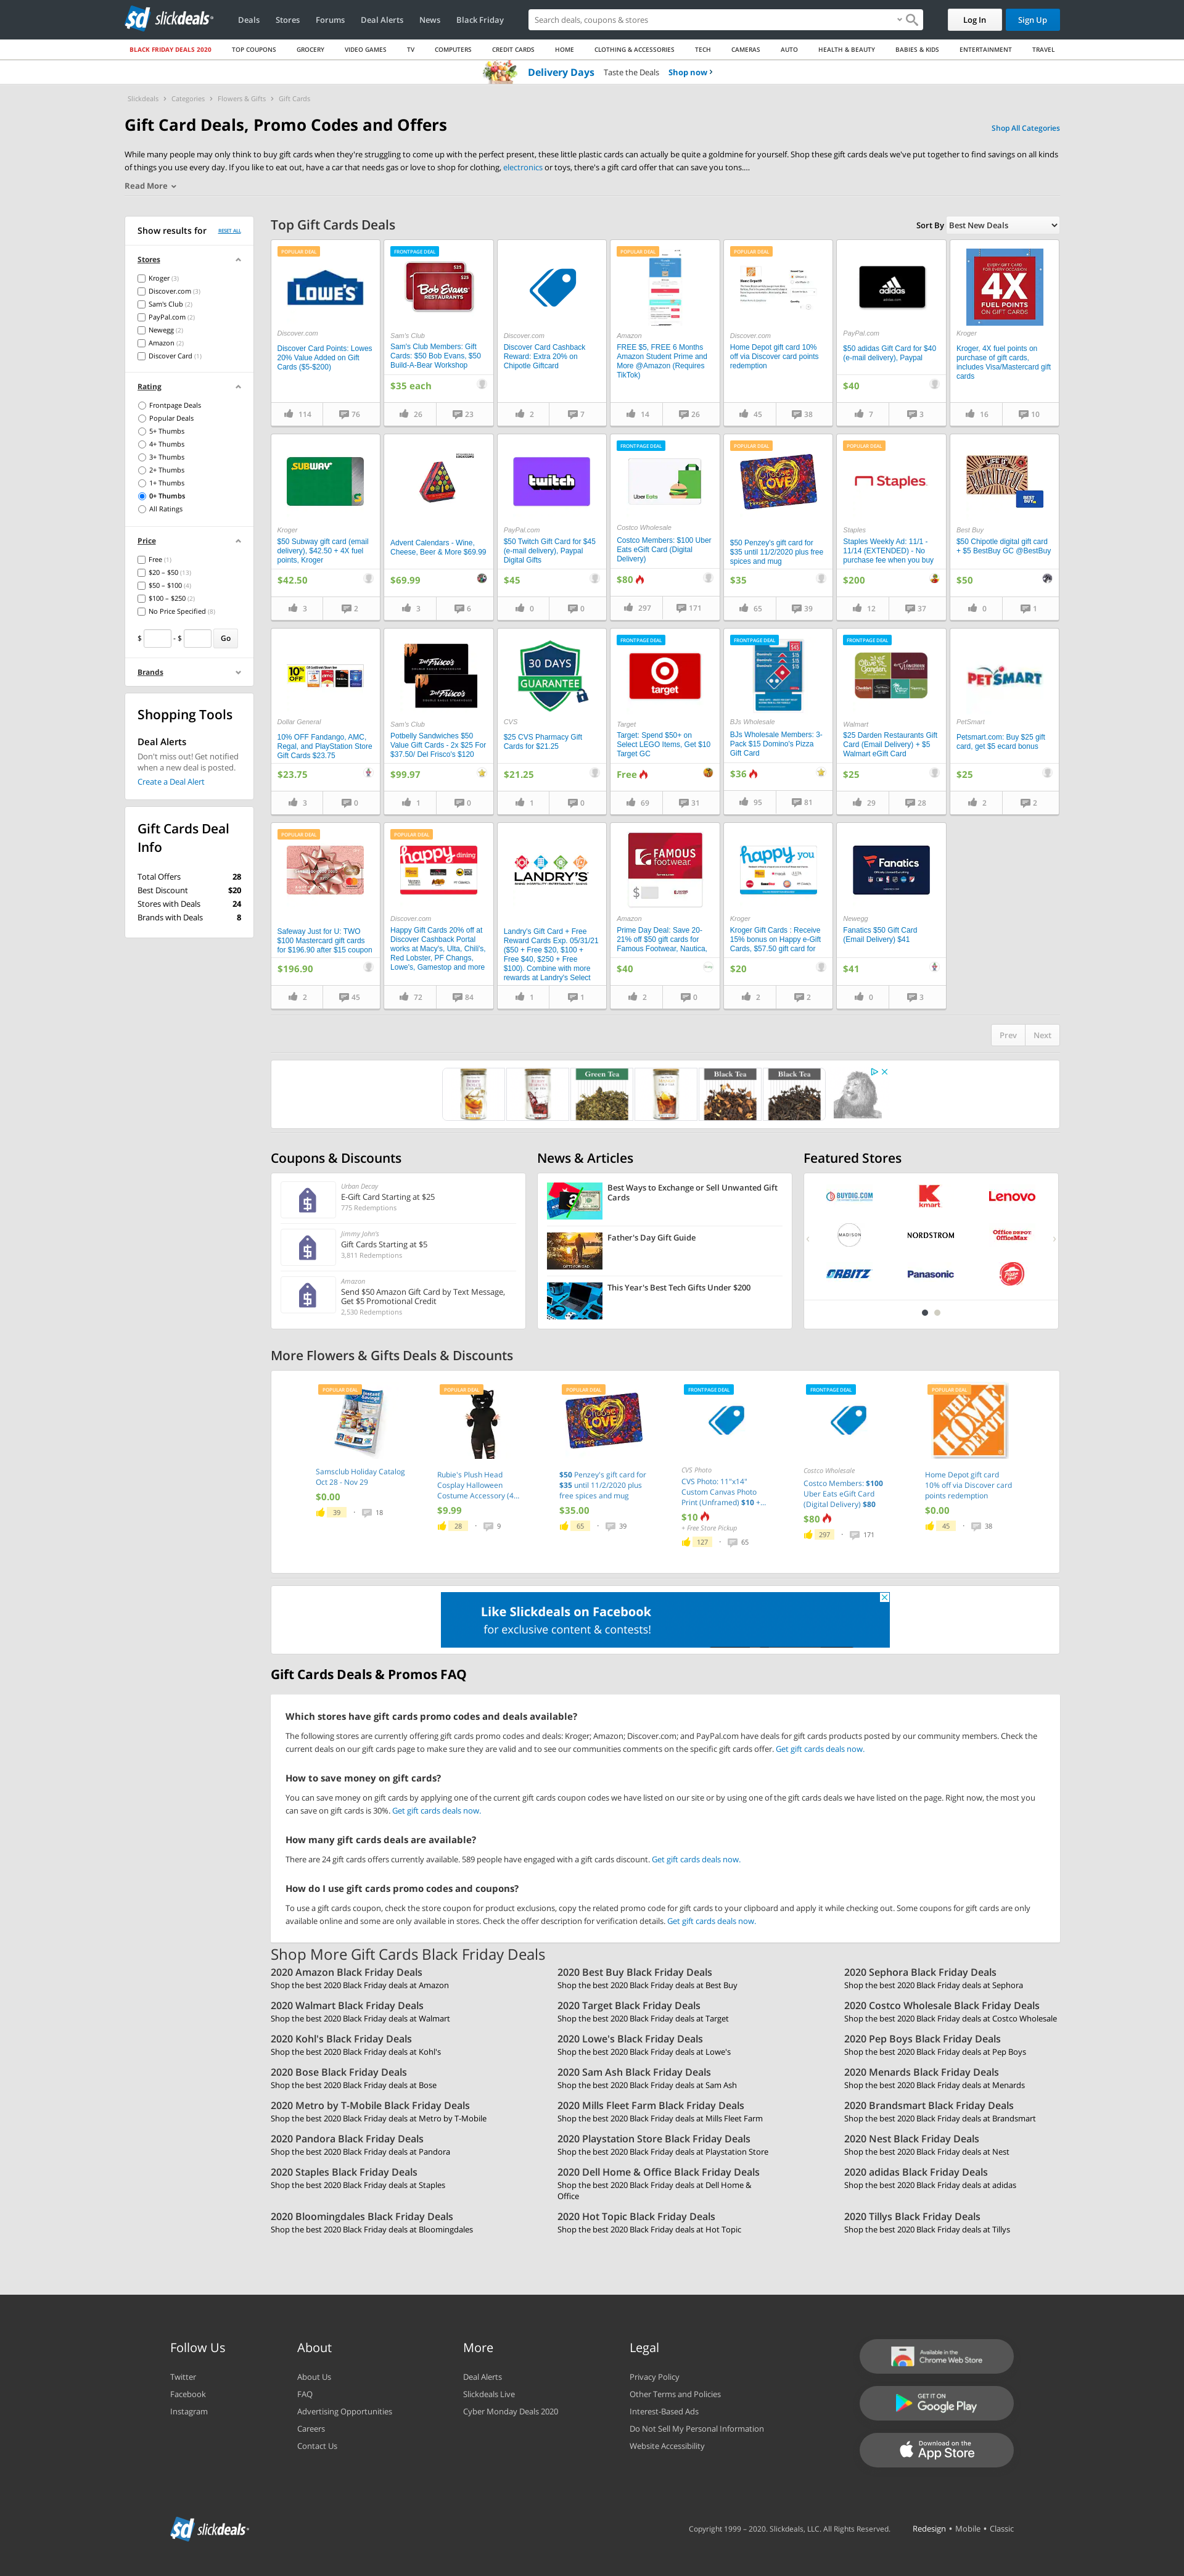 slickdeals
Deals Stores Forums Deal Alerts News Black Friday
Search deals, coupons & stores
Log In Sign Up
BLACK FRIDAY DEALS 2020 TOP COUPONS GROCERY VIDEO GAMES TV COMPUTERS CREDIT CARDS HOME CLOTHING & ACCESSORIES TECH CAMERAS AUTO HEALTH & BEAUTY BABIES & KIDS ENTERTAINMENT TRAVEL
Delivery Days Taste the Deals Shop now ›
Slickdeals › Categories › Flowers & Gifts › Gift Cards
Gift Card Deals, Promo Codes and Offers
Shop All Categories
While many people may only think to buy gift cards when they're struggling to come up with the perfect present, these little plastic cards can actually be quite a goldmine for yourself. Shop these gift cards deals we've put together to find savings on all kinds
of things you use every day. If you like to eat out, have a car that needs gas or love to shop for clothing, electronics or toys, there's a gift card offer that can save you tons....
Read More
Show results for RESET ALL
Stores
Kroger (3)
Discover.com (3)
Sam's Club (2)
PayPal.com (2)
Newegg (2)
Amazon (2)
Discover Card (1)
Rating
Frontpage Deals
Popular Deals
5+ Thumbs
4+ Thumbs
3+ Thumbs
2+ Thumbs
1+ Thumbs
0+ Thumbs
All Ratings
Price
Free (1)
$20 – $50 (13)
$50 – $100 (4)
$100 – $250 (2)
No Price Specified (8)
$ - $ Go
Brands
Shopping Tools
Deal Alerts
Don't miss out! Get notified
when a new deal is posted.
Create a Deal Alert
Gift Cards Deal
Info
Total Offers 28
Best Discount $20
Stores with Deals 24
Brands with Deals 8
Top Gift Cards Deals
Sort By Best New Deals
POPULAR DEAL
LOWE'S
Discover.com
Discover Card Points: Lowes
20% Value Added on Gift
Cards ($5-$200)
114 76
FRONTPAGE DEAL
$25
$25
Bob Evans
RESTAURANTS
Sam's Club
Sam's Club Members: Gift
Cards: $50 Bob Evans, $50
Build-A-Bear Workshop
$35 each
26 23
Discover.com
Discover Card Cashback
Reward: Extra 20% on
Chipotle Giftcard
2 7
POPULAR DEAL
Amazon
FREE $5, FREE 6 Months
Amazon Student Prime and
More @Amazon (Requires
TikTok)
14 26
POPULAR DEAL
Discover.com
Home Depot gift card 10%
off via Discover card points
redemption
45 38
adidas
PayPal.com
$50 adidas Gift Card for $40
(e-mail delivery), Paypal
$40
7 3
EVERY GIFT CARD
FOR EVERY OCCASION
4X
FUEL POINTS
ON GIFT CARDS
Kroger
Kroger, 4X fuel points on
purchase of gift cards,
includes Visa/Mastercard gift
cards
16 10
SUBWAY
Kroger
$50 Subway gift card (email
delivery), $42.50 + 4X fuel
points, Kroger
$42.50
3 2
Advent Calendars - Wine,
Cheese, Beer & More $69.99
$69.99
3 6
twitch
PayPal.com
$50 Twitch Gift Card for $45
(e-mail delivery), Paypal
Digital Gifts
$45
0 0
FRONTPAGE DEAL
Uber Eats
Costco Wholesale
Costco Members: $100 Uber
Eats eGift Card (Digital
Delivery)
$80
297 171
POPULAR DEAL
Choose LOVE
$50 Penzey's gift card for
$35 until 11/2/2020 plus free
spices and mug
$35
65 39
POPULAR DEAL
Staples
Staples
Staples Weekly Ad: 11/1 -
11/14 (EXTENDED) - No
purchase fee when you buy
$200
12 37
BEST BUY
Best Buy
$50 Chipotle digital gift card
+ $5 BestBuy GC @BestBuy
$50
0 1
10% OFF
Dollar General
10% OFF Fandango, AMC,
Regal, and PlayStation Store
Gift Cards $23.75
$23.75
3 0
Del Frisco's
Del Frisco's
Sam's Club
Potbelly Sandwiches $50
Value Gift Cards - 2x $25 For
$37.50/ Del Frisco's $120
$99.97
1 0
30 DAYS
GUARANTEE
CVS
$25 CVS Pharmacy Gift
Cards for $21.25
$21.25
1 0
FRONTPAGE DEAL
target
Target
Target: Spend $50+ on
Select LEGO Items, Get $10
Target GC
Free
69 31
FRONTPAGE DEAL
$45
$15
$15
$15
BJs Wholesale
BJs Wholesale Members: 3-
Pack $15 Domino's Pizza
Gift Card
$36
95 81
FRONTPAGE DEAL
Olive Garden
Walmart
$25 Darden Restaurants Gift
Card (Email Delivery) + $5
Walmart eGift Card
$25
29 28
PETSMART
PetSmart
Petsmart.com: Buy $25 gift
card, get $5 ecard bonus
$25
2 2
POPULAR DEAL
Safeway Just for U: TWO
$100 Mastercard gift cards
for $196.90 after $15 coupon
$196.90
2 45
POPULAR DEAL
happy dining
Discover.com
Happy Gift Cards 20% off at
Discover Cashback Portal
works at Macy's, Ulta, Chili's,
Red Lobster, PF Changs,
Lowe's, Gamestop and more
72 84
LANDRY'S
Landry's Gift Card + Free
Reward Cards Exp. 05/31/21
($50 + Free $20, $100 +
Free $40, $250 + Free
$100). Combine with more
rewards at Landry's Select
1 1
FAMOUS
footwear
$
Amazon
Prime Day Deal: Save 20-
21% off $50 gift cards for
Famous Footwear, Nautica,
$40
2 0
happy you
Kroger
Kroger Gift Cards : Receive
15% bonus on Happy e-Gift
Cards, $57.50 gift card for
$20
2 2
Fanatics
Newegg
Fanatics $50 Gift Card
(Email Delivery) $41
$41
0 3
Prev Next
Green Tea Black Tea Black Tea
Coupons & Discounts
Urban Decay
E-Gift Card Starting at $25
775 Redemptions
Jimmy John's
Gift Cards Starting at $5
3,811 Redemptions
Amazon
Send $50 Amazon Gift Card by Text Message,
Get $5 Promotional Credit
2,530 Redemptions
News & Articles
Best Ways to Exchange or Sell Unwanted Gift
Cards
Father's Day Gift Guide
This Year's Best Tech Gifts Under $200
Featured Stores
BUYDIG.COM kmart Lenovo
MADISON NORDSTROM Office DEPOT OfficeMax
ORBITZ Panasonic Pizza Hut
More Flowers & Gifts Deals & Discounts
POPULAR DEAL
Samsclub Holiday Catalog
Oct 28 - Nov 29
$0.00
39 • 18
POPULAR DEAL
Rubie's Plush Head
Cosplay Halloween
Costume Accessory (4...
$9.99
28 • 9
POPULAR DEAL
Choose LOVE
$50 Penzey's gift card for
$35 until 11/2/2020 plus
free spices and mug
$35.00
65 • 39
FRONTPAGE DEAL
CVS Photo
CVS Photo: 11"x14"
Custom Canvas Photo
Print (Unframed) $10 +...
$10
+ Free Store Pickup
127 • 65
FRONTPAGE DEAL
Costco Wholesale
Costco Members: $100
Uber Eats eGift Card
(Digital Delivery) $80
$80
297 • 171
POPULAR DEAL
THE HOME DEPOT
Home Depot gift card
10% off via Discover card
points redemption
$0.00
45 • 38
Like Slickdeals on Facebook
for exclusive content & contests!
Gift Cards Deals & Promos FAQ
Which stores have gift cards promo codes and deals available?
The following stores are currently offering gift cards promo codes and deals: Kroger; Amazon; Discover.com; and PayPal.com have deals for gift cards products posted by our community members. Check the
current deals on our gift cards page to make sure they are valid and to see our communities comments on the specific gift cards offer. Get gift cards deals now.
How to save money on gift cards?
You can save money on gift cards by applying one of the current gift cards coupon codes we have listed on our site or by using one of the gift cards deals we have listed on the page. Right now, the most you
can save on gift cards is 30%. Get gift cards deals now.
How many gift cards deals are available?
There are 24 gift cards offers currently available. 589 people have engaged with a gift cards discount. Get gift cards deals now.
How do I use gift cards promo codes and coupons?
To use a gift cards coupon, check the store coupon for product exclusions, copy the related promo code for gift cards to your clipboard and apply it while checking out. Some coupons for gift cards are only
available online and some are only available in stores. Check the offer description for verification details. Get gift cards deals now.
Shop More Gift Cards Black Friday Deals
2020 Amazon Black Friday Deals
Shop the best 2020 Black Friday deals at Amazon
2020 Best Buy Black Friday Deals
Shop the best 2020 Black Friday deals at Best Buy
2020 Sephora Black Friday Deals
Shop the best 2020 Black Friday deals at Sephora
2020 Walmart Black Friday Deals
Shop the best 2020 Black Friday deals at Walmart
2020 Target Black Friday Deals
Shop the best 2020 Black Friday deals at Target
2020 Costco Wholesale Black Friday Deals
Shop the best 2020 Black Friday deals at Costco Wholesale
2020 Kohl's Black Friday Deals
Shop the best 2020 Black Friday deals at Kohl's
2020 Lowe's Black Friday Deals
Shop the best 2020 Black Friday deals at Lowe's
2020 Pep Boys Black Friday Deals
Shop the best 2020 Black Friday deals at Pep Boys
2020 Bose Black Friday Deals
Shop the best 2020 Black Friday deals at Bose
2020 Sam Ash Black Friday Deals
Shop the best 2020 Black Friday deals at Sam Ash
2020 Menards Black Friday Deals
Shop the best 2020 Black Friday deals at Menards
2020 Metro by T-Mobile Black Friday Deals
Shop the best 2020 Black Friday deals at Metro by T-Mobile
2020 Mills Fleet Farm Black Friday Deals
Shop the best 2020 Black Friday deals at Mills Fleet Farm
2020 Brandsmart Black Friday Deals
Shop the best 2020 Black Friday deals at Brandsmart
2020 Pandora Black Friday Deals
Shop the best 2020 Black Friday deals at Pandora
2020 Playstation Store Black Friday Deals
Shop the best 2020 Black Friday deals at Playstation Store
2020 Nest Black Friday Deals
Shop the best 2020 Black Friday deals at Nest
2020 Staples Black Friday Deals
Shop the best 2020 Black Friday deals at Staples
2020 Dell Home & Office Black Friday Deals
Shop the best 2020 Black Friday deals at Dell Home &
Office
2020 adidas Black Friday Deals
Shop the best 2020 Black Friday deals at adidas
2020 Bloomingdales Black Friday Deals
Shop the best 2020 Black Friday deals at Bloomingdales
2020 Hot Topic Black Friday Deals
Shop the best 2020 Black Friday deals at Hot Topic
2020 Tillys Black Friday Deals
Shop the best 2020 Black Friday deals at Tillys
Follow Us
Twitter
Facebook
Instagram
About
About Us
FAQ
Advertising Opportunities
Careers
Contact Us
More
Deal Alerts
Slickdeals Live
Cyber Monday Deals 2020
Legal
Privacy Policy
Other Terms and Policies
Interest-Based Ads
Do Not Sell My Personal Information
Website Accessibility
Available in the
Chrome Web Store
GET IT ON
Google Play
Download on the
App Store
slickdeals
Copyright 1999 – 2020. Slickdeals, LLC. All Rights Reserved. Redesign • Mobile • Classic